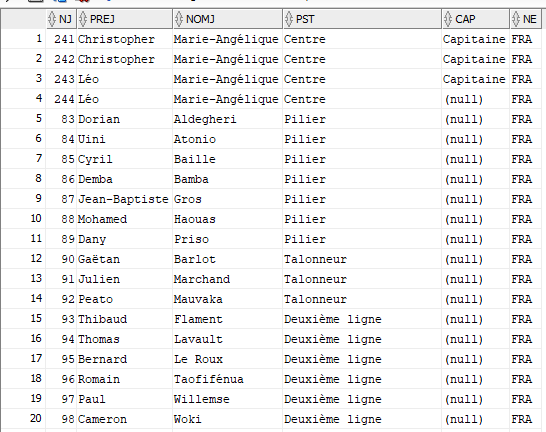 NJ PREJ NOMJ PST CAP NE
1 241 Christopher Marie-Angélique Centre Capitaine FRA
2 242 Christopher Marie-Angélique Centre Capitaine FRA
3 243 Léo Marie-Angélique Centre Capitaine FRA
4 244 Léo Marie-Angélique Centre (null) FRA
5 83 Dorian Aldegheri Pilier (null) FRA
6 84 Uini Atonio Pilier (null) FRA
7 85 Cyril Baille Pilier (null) FRA
8 86 Demba Bamba Pilier (null) FRA
9 87 Jean-Baptiste Gros Pilier (null) FRA
10 88 Mohamed Haouas Pilier (null) FRA
11 89 Dany Priso Pilier (null) FRA
12 90 Gaëtan Barlot Talonneur (null) FRA
13 91 Julien Marchand Talonneur (null) FRA
14 92 Peato Mauvaka Talonneur (null) FRA
15 93 Thibaud Flament Deuxième ligne (null) FRA
16 94 Thomas Lavault Deuxième ligne (null) FRA
17 95 Bernard Le Roux Deuxième ligne (null) FRA
18 96 Romain Taofifénua Deuxième ligne (null) FRA
19 97 Paul Willemse Deuxième ligne (null) FRA
20 98 Cameron Woki Deuxième ligne (null) FRA